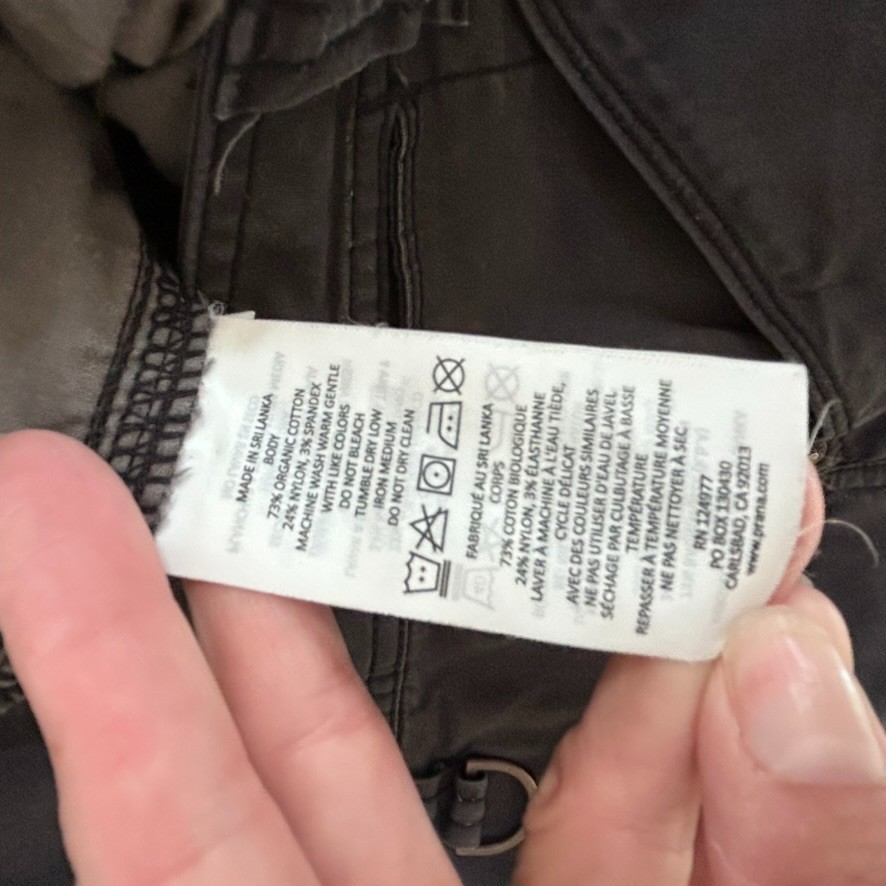 MADE IN SRI LANKA
BODY
73% ORGANIC COTTON
24% NYLON, 3% SPANDEX
MACHINE WASH WARM GENTLE
WITH LIKE COLORS
DO NOT BLEACH
TUMBLE DRY LOW
IRON MEDIUM
DO NOT DRY CLEAN
FABRIQUÉ AU SRI LANKA
CORPS
73% COTON BIOLOGIQUE
24% NYLON, 3% ÉLASTHANNE
LAVER À MACHINE À L'EAU TIÈDE,
CYCLE DÉLICAT
AVEC DES COULEURS SIMILAIRES
NE PAS UTILISER D'EAU DE JAVEL
SÉCHAGE PAR CULBUTAGE À BASSE
TEMPÉRATURE
REPASSER À TEMPÉRATURE MOYENNE
NE PAS NETTOYER À SEC
RN 124977
PO BOX 130430
CARLSBAD, CA 92013
www.prana.com